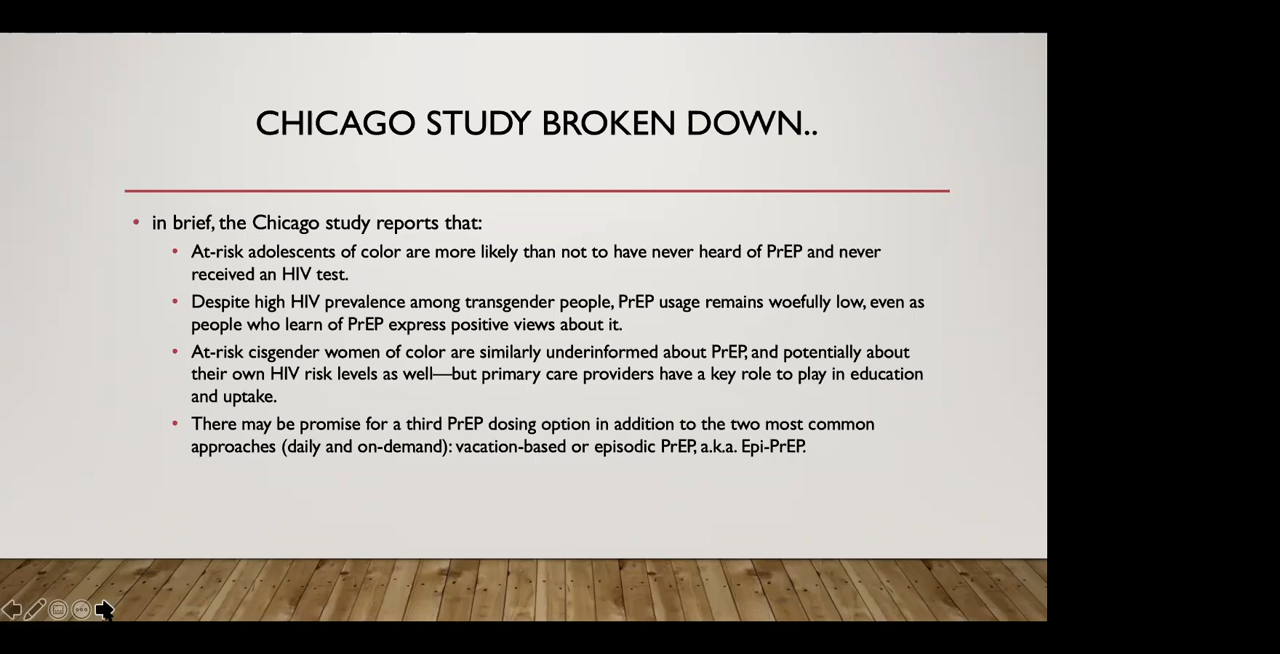 CHICAGO STUDY BROKEN DOWN..
• in brief, the Chicago study reports that:
• At-risk adolescents of color are more likely than not to have never heard of PrEP and never
received an HIV test.
• Despite high HIV prevalence among transgender people, PrEP usage remains woefully low, even as
people who learn of PrEP express positive views about it.
• At-risk cisgender women of color are similarly underinformed about PrEP, and potentially about
their own HIV risk levels as well—but primary care providers have a key role to play in education
and uptake.
• There may be promise for a third PrEP dosing option in addition to the two most common
approaches (daily and on-demand): vacation-based or episodic PrEP, a.k.a. Epi-PrEP.